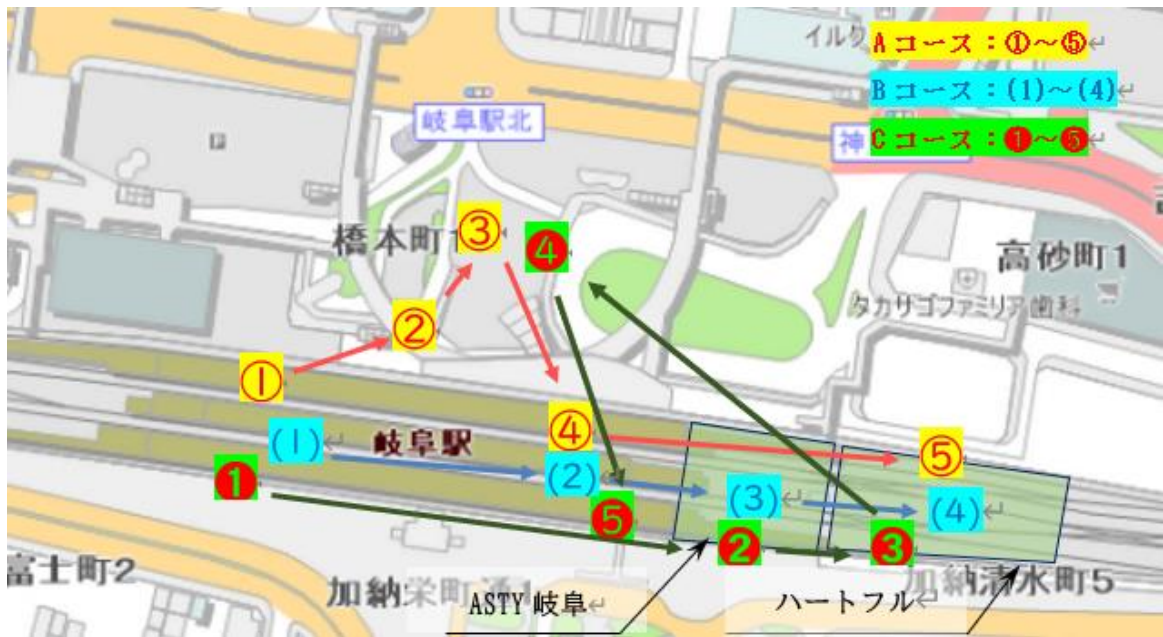 イルク
Aコース：①～⑤↵
Bコース：(1)～(4)↵
Cコース：❶～❺↵
岐阜駅北
神
P
橋本町1
③
❹
高砂町1
タカサゴファミリア歯科
②
①
④
岐阜駅
(1)↵
⑤
❶
(2)↵
(3)↵
(4)↵
❺
❷
❸
富士町2
加納栄町通1
ASTY岐阜↵
ハートフル↵
加納清水町5